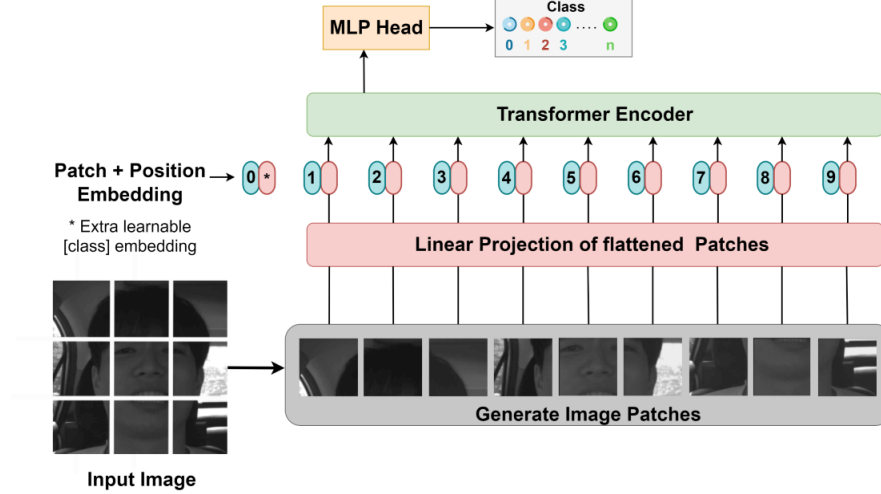 Class
0 1 2 3 .... n
MLP Head
Transformer Encoder
Patch + Position
Embedding
0 * 1 2 3 4 5 6 7 8 9
* Extra learnable
[class] embedding
Linear Projection of flattened Patches
Generate Image Patches
Input Image